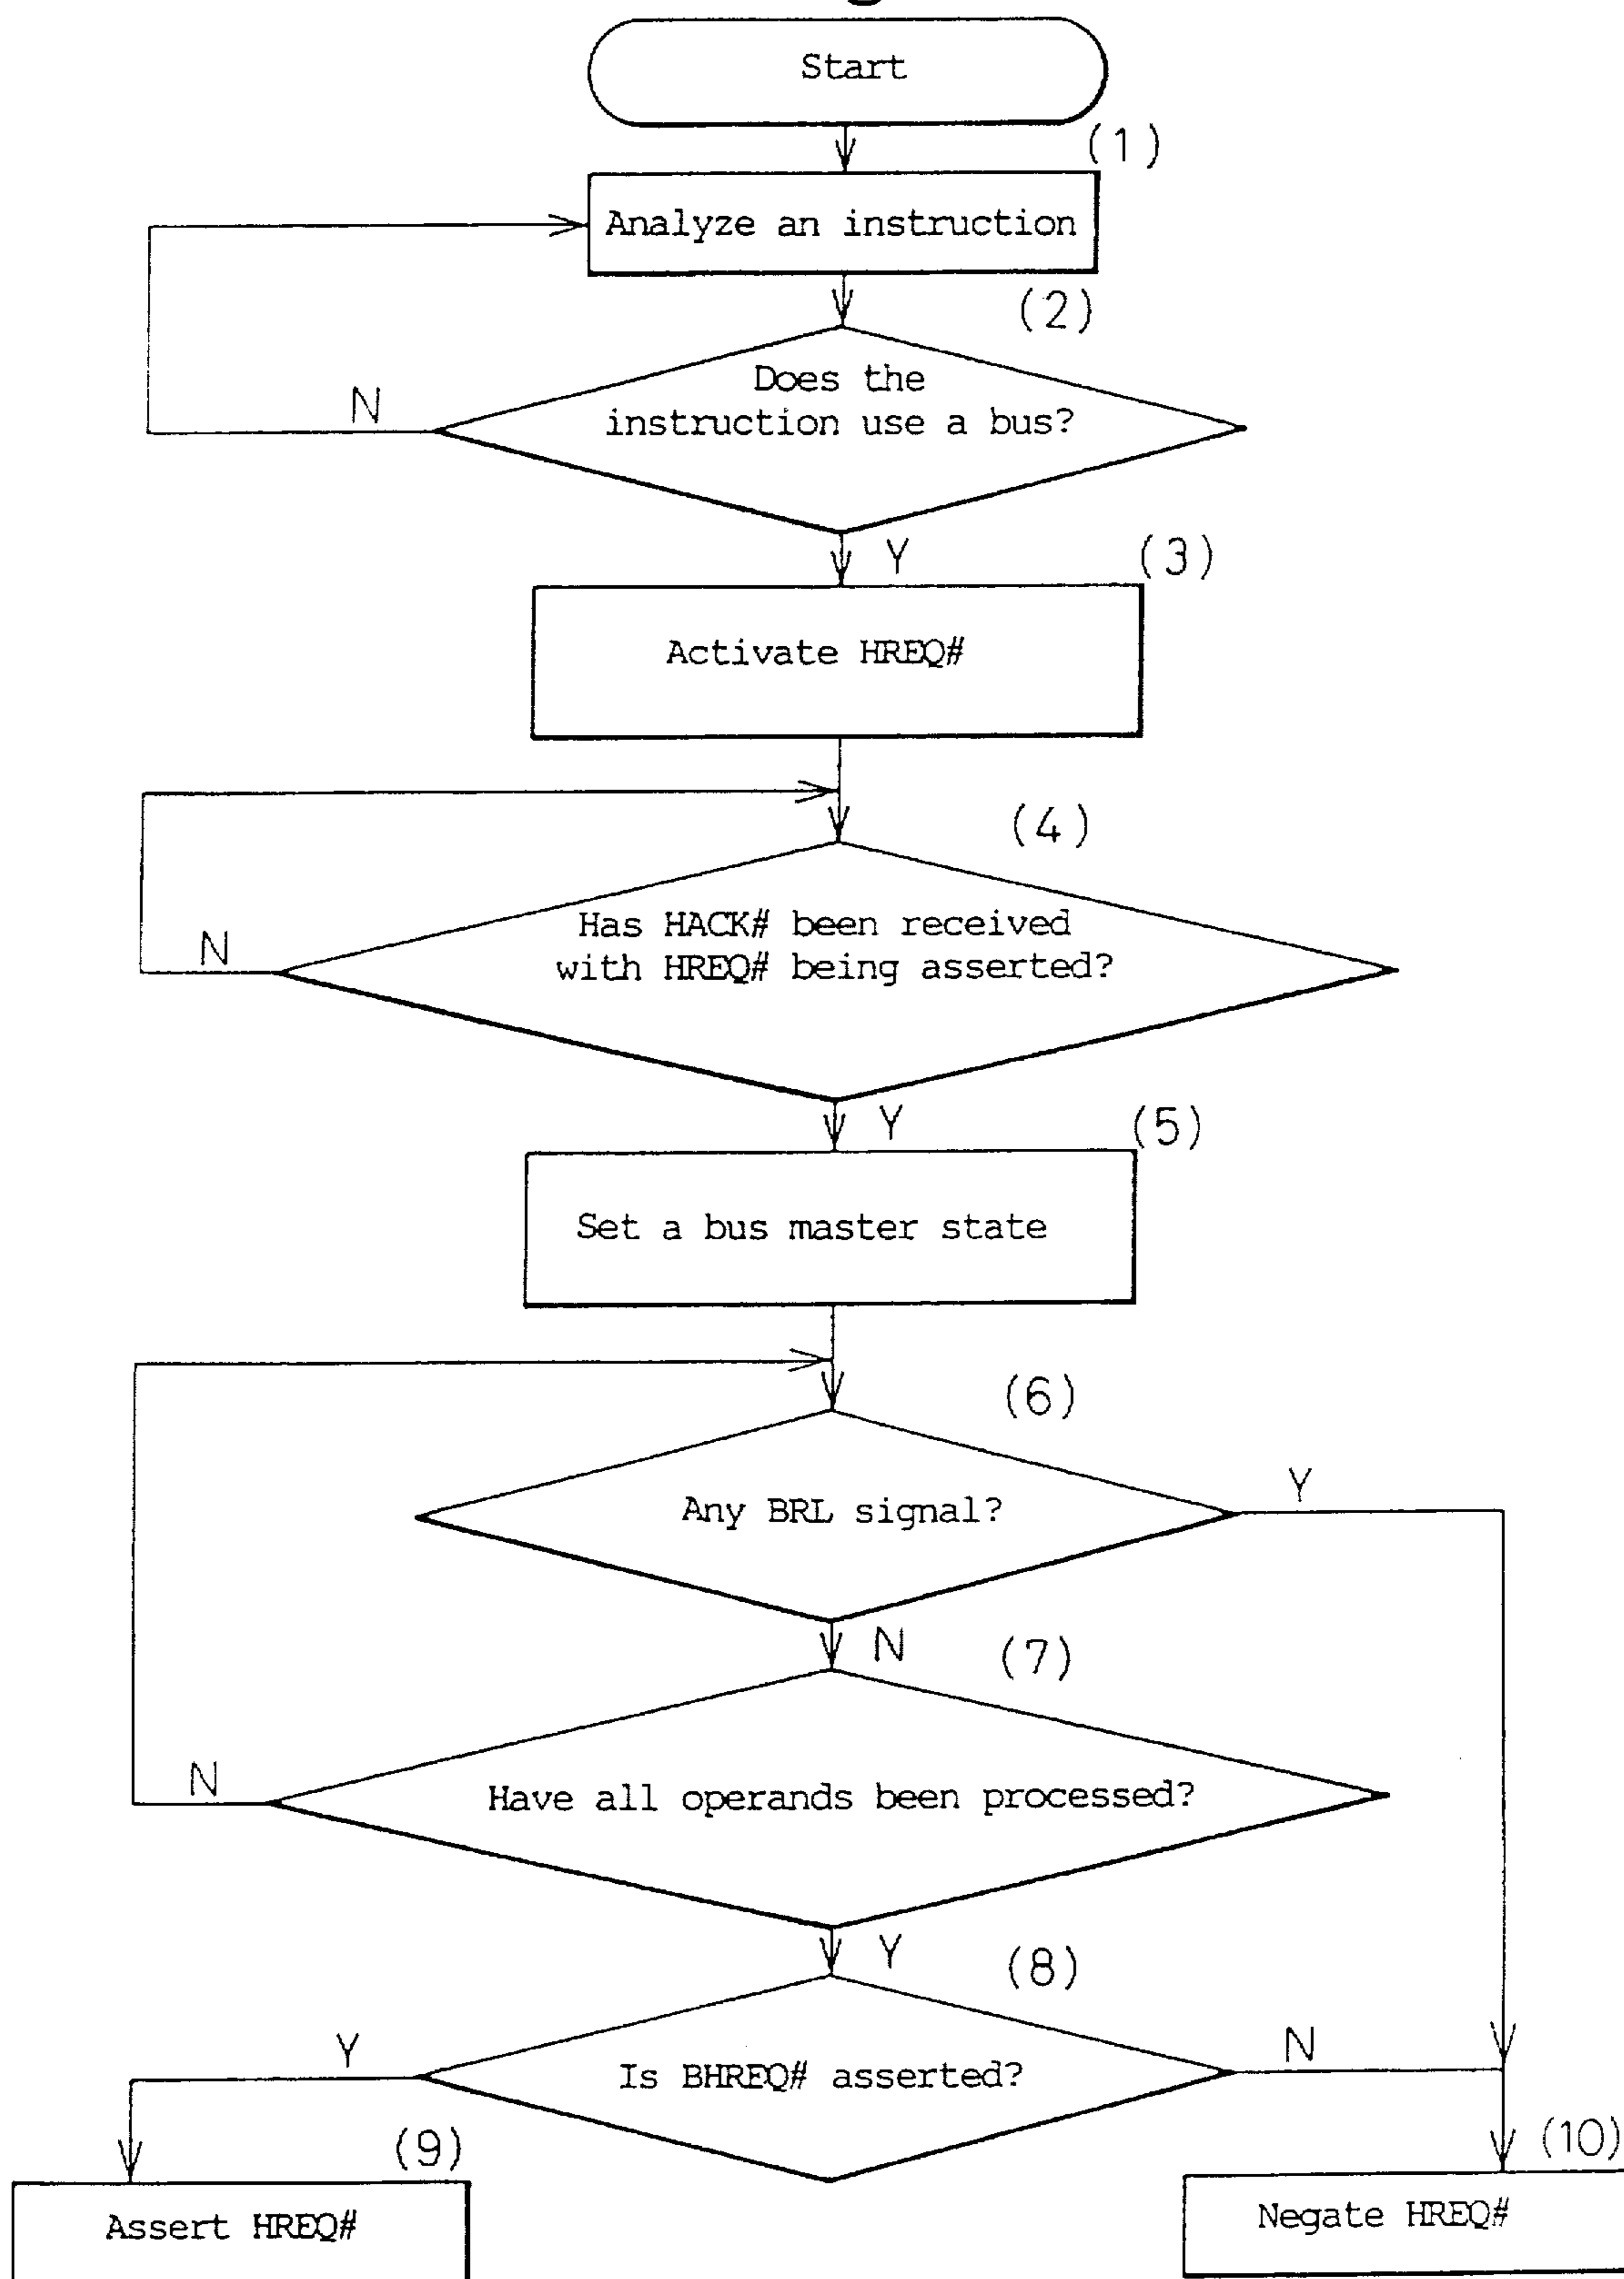 Start
(1)
Analyze an instruction
(2)
Does the
instruction use a bus?
N
Y
(3)
Activate HREQ#
(4)
Has HACK# been received
with HREQ# being asserted?
N
Y
(5)
Set a bus master state
(6)
Any BRL signal?
Y
N
(7)
Have all operands been processed?
N
Y
(8)
Is BHREQ# asserted?
Y
N
(9)
Assert HREQ#
(10)
Negate HREQ#